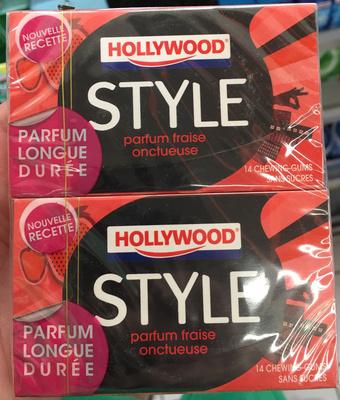 NOUVELLE
RECETTE
HOLLYWOOD
STYLE
parfum fraise
onctueuse
PARFUM
LONGUE
DURÉE
14 CHEWING-GUMS
SANS SUCRES
NOUVELLE
RECETTE
HOLLYWOOD
STYLE
parfum fraise
onctueuse
PARFUM
LONGUE
DURÉE
14 CHEWING-GUMS
SANS SUCRES